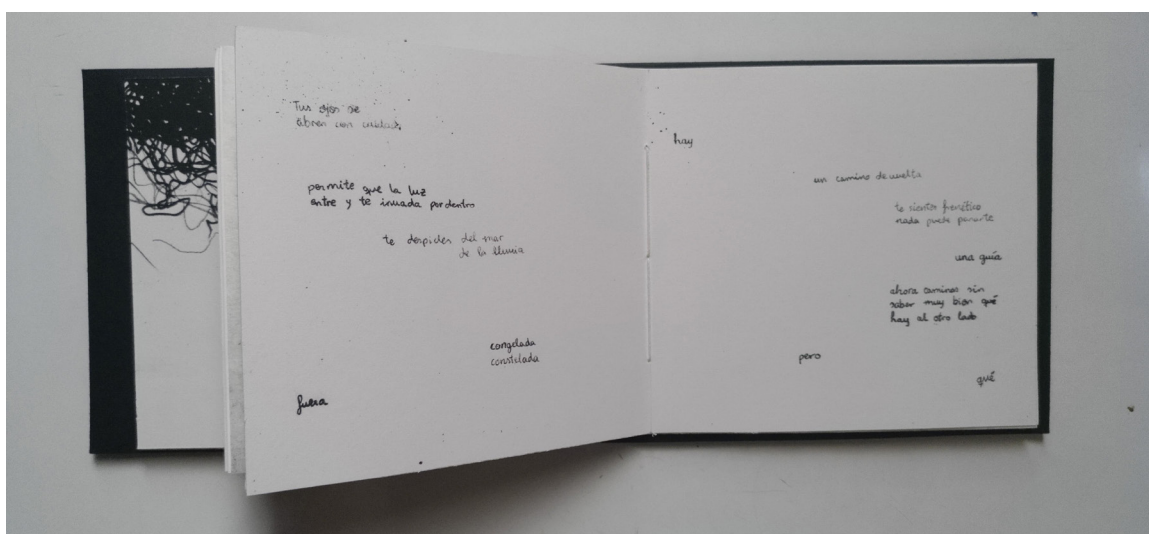 Tus ojos se
abren con cuidado
permite que la luz
entre y te invada por dentro
te despides del mar
de la lluvia
congelada
constelada
fuera
hay
un camino de vuelta
te sientes frenético
nada puede pararte
una guía
ahora caminas sin
saber muy bien qué
hay al otro lado
pero
qué